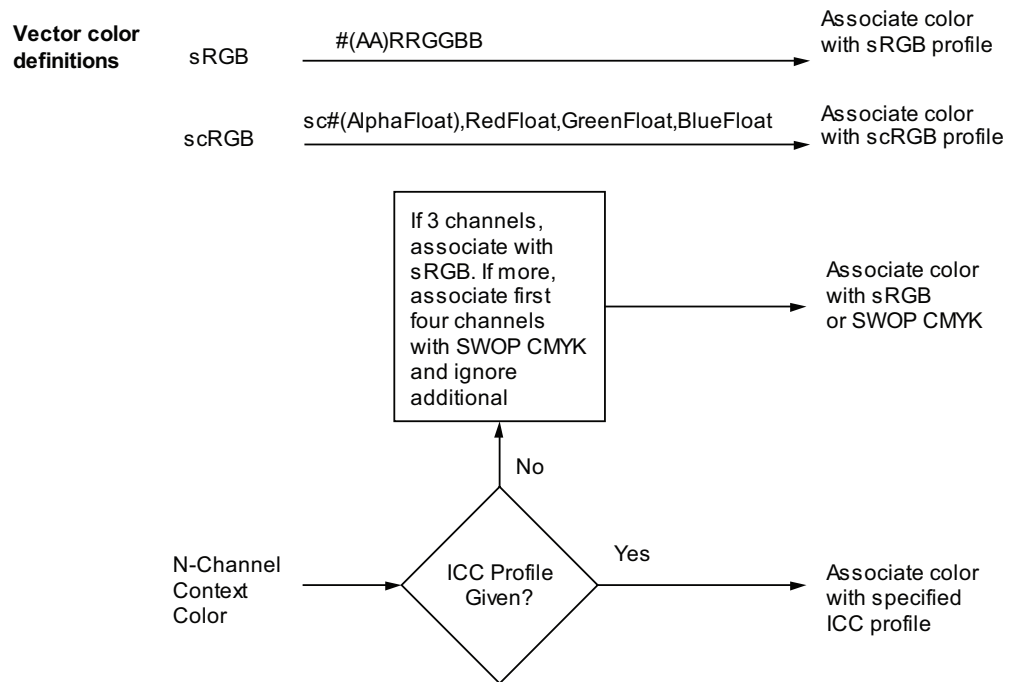 Vector color
definitions
sRGB
#(AA)RRGGBB
Associate color
with sRGB profile
scRGB
sc#(AlphaFloat),RedFloat,GreenFloat,BlueFloat
Associate color
with scRGB profile
If 3 channels,
associate with
sRGB. If more,
associate first
four channels
with SWOP CMYK
and ignore
additional
Associate color
with sRGB
or SWOP CMYK
No
N-Channel
Context
Color
ICC Profile
Given?
Yes
Associate color
with specified
ICC profile